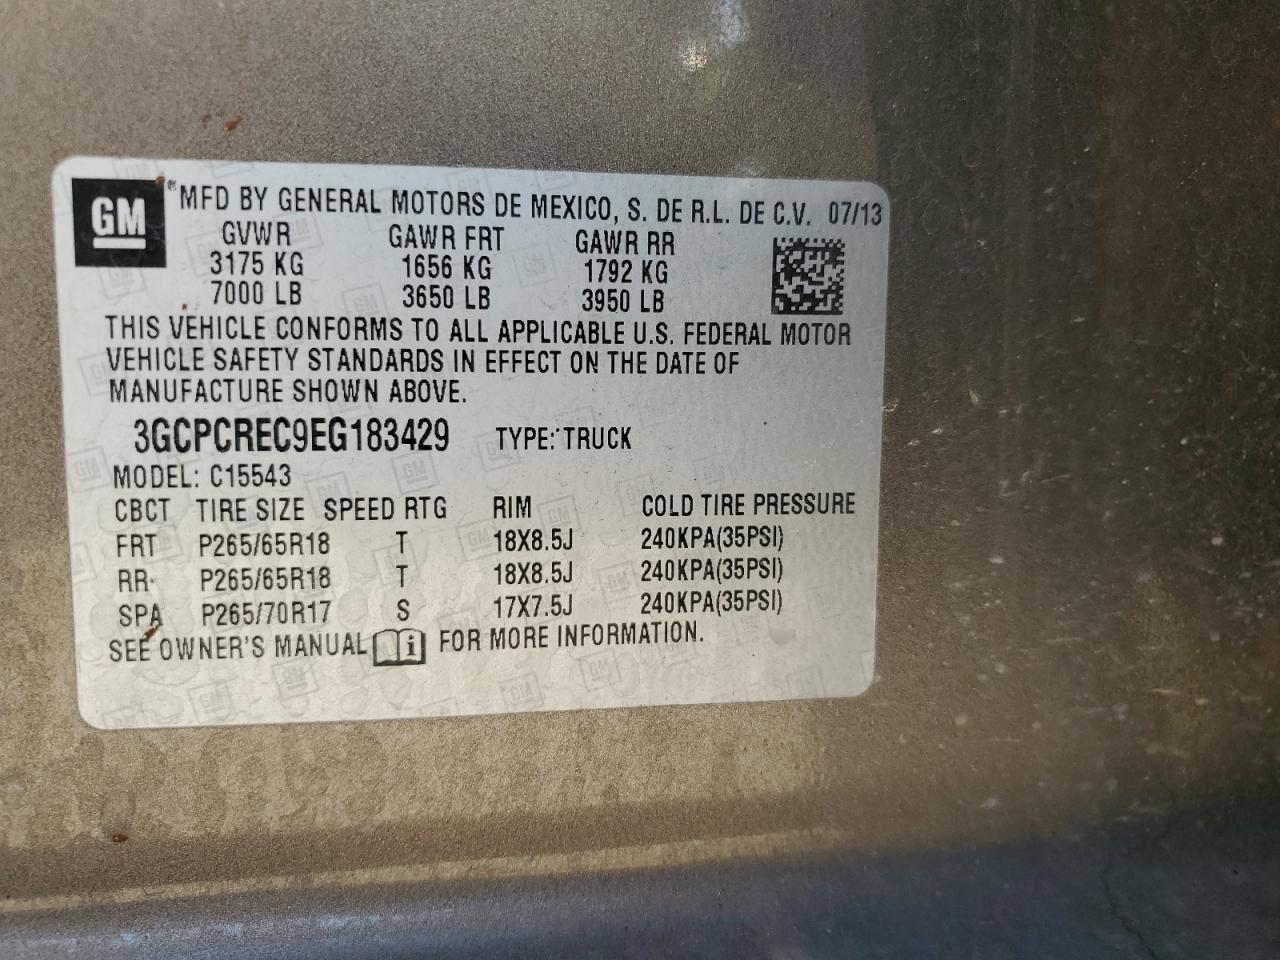 GM
® MFD BY GENERAL MOTORS DE MEXICO, S. DE R.L. DE C.V. 07/13
GVWR GAWR FRT GAWR RR
3175 KG 1656 KG 1792 KG
7000 LB 3650 LB 3950 LB
THIS VEHICLE CONFORMS TO ALL APPLICABLE U.S. FEDERAL MOTOR
VEHICLE SAFETY STANDARDS IN EFFECT ON THE DATE OF
MANUFACTURE SHOWN ABOVE.
3GCPCREC9EG183429 TYPE: TRUCK
MODEL: C15543
CBCT TIRE SIZE SPEED RTG RIM COLD TIRE PRESSURE
FRT P265/65R18 T 18X8.5J 240KPA(35PSI)
RR P265/65R18 T 18X8.5J 240KPA(35PSI)
SPA P265/70R17 S 17X7.5J 240KPA(35PSI)
SEE OWNER'S MANUAL i FOR MORE INFORMATION.